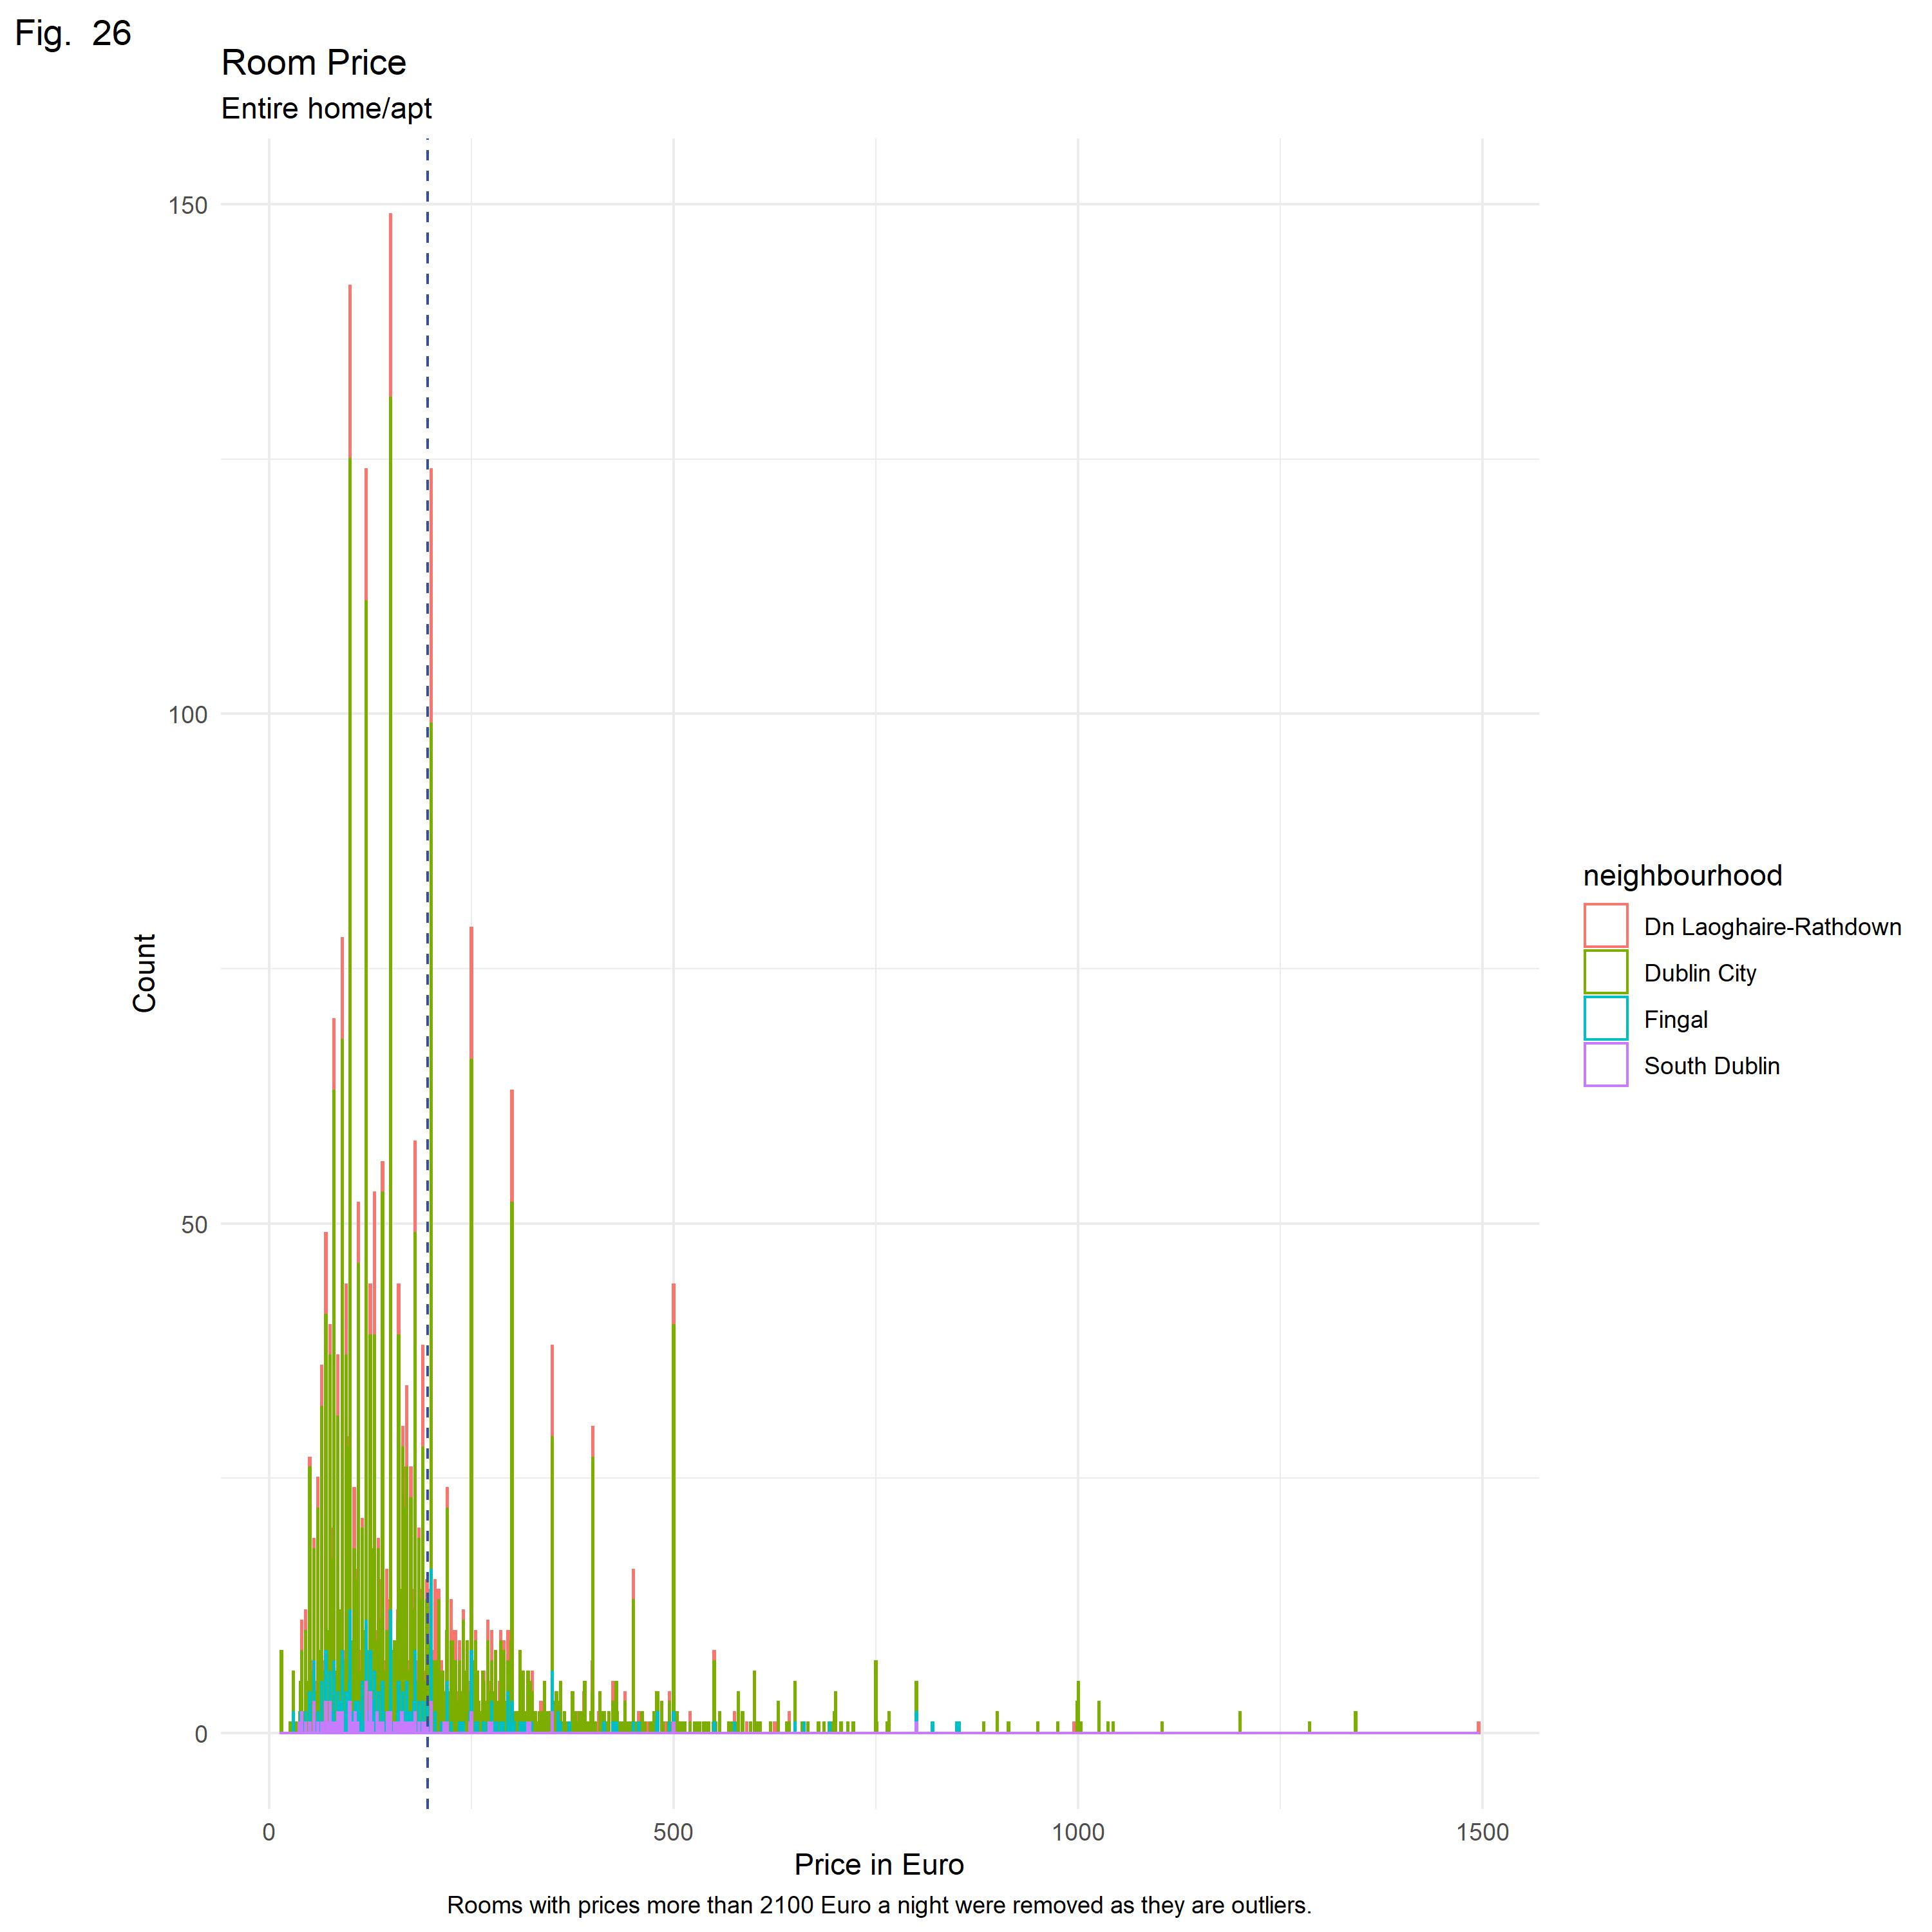 Fig. 26
Room Price
Entire home/apt
150
100
50
0
Count
0 500 1000 1500
Price in Euro
Rooms with prices more than 2100 Euro a night were removed as they are outliers.
neighbourhood
Dn Laoghaire-Rathdown
Dublin City
Fingal
South Dublin